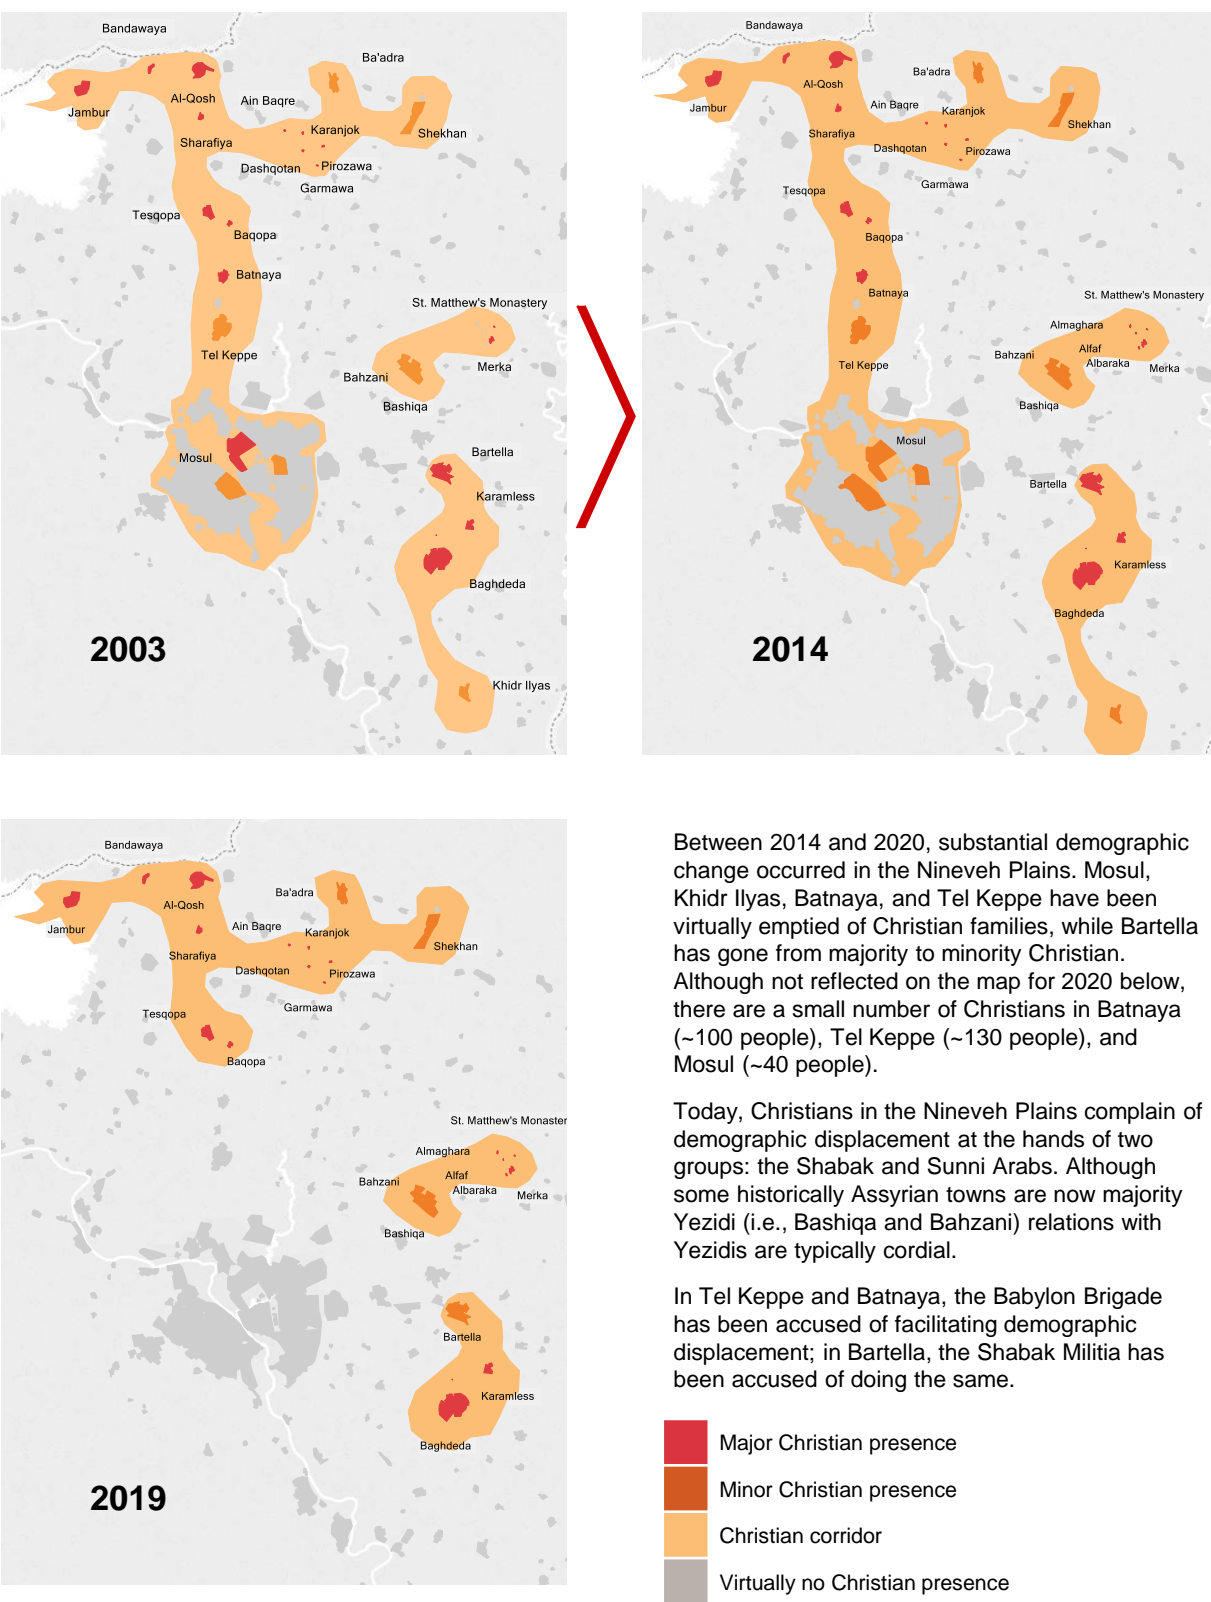 Bandawaya
Ba'adra
Jambur
Al-Qosh
Ain Baqre
Karanjok
Shekhan
Sharafiya
Dashqotan
Pirozawa
Garmawa
Tesqopa
Baqopa
Batnaya
St. Matthew's Monastery
Tel Keppe
Merka
Bahzani
Bashiqa
Mosul
Bartella
Karamless
Baghdeda
Khidr Ilyas
2003
Bandawaya
Ba'adra
Al-Qosh
Jambur
Ain Baqre
Karanjok
Shekhan
Sharafiya
Dashqotan
Pirozawa
Garmawa
Tesqopa
Baqopa
Batnaya
St. Matthew's Monastery
Almaghara
Bahzani
Alfaf
Albaraka
Merka
Tel Keppe
Bashiqa
Mosul
Bartella
Karamless
Baghdeda
2014
Bandawaya
Ba'adra
Al-Qosh
Jambur
Ain Baqre
Karanjok
Shekhan
Sharafiya
Dashqotan
Pirozawa
Garmawa
Tesqopa
Baqopa
St. Matthew's Monaster
Almaghara
Alfaf
Bahzani
Albaraka
Merka
Bashiqa
Bartella
Karamless
Baghdeda
2019
Between 2014 and 2020, substantial demographic
change occurred in the Nineveh Plains. Mosul,
Khidr Ilyas, Batnaya, and Tel Keppe have been
virtually emptied of Christian families, while Bartella
has gone from majority to minority Christian.
Although not reflected on the map for 2020 below,
there are a small number of Christians in Batnaya
(~100 people), Tel Keppe (~130 people), and
Mosul (~40 people).
Today, Christians in the Nineveh Plains complain of
demographic displacement at the hands of two
groups: the Shabak and Sunni Arabs. Although
some historically Assyrian towns are now majority
Yezidi (i.e., Bashiqa and Bahzani) relations with
Yezidis are typically cordial.
In Tel Keppe and Batnaya, the Babylon Brigade
has been accused of facilitating demographic
displacement; in Bartella, the Shabak Militia has
been accused of doing the same.
Major Christian presence
Minor Christian presence
Christian corridor
Virtually no Christian presence